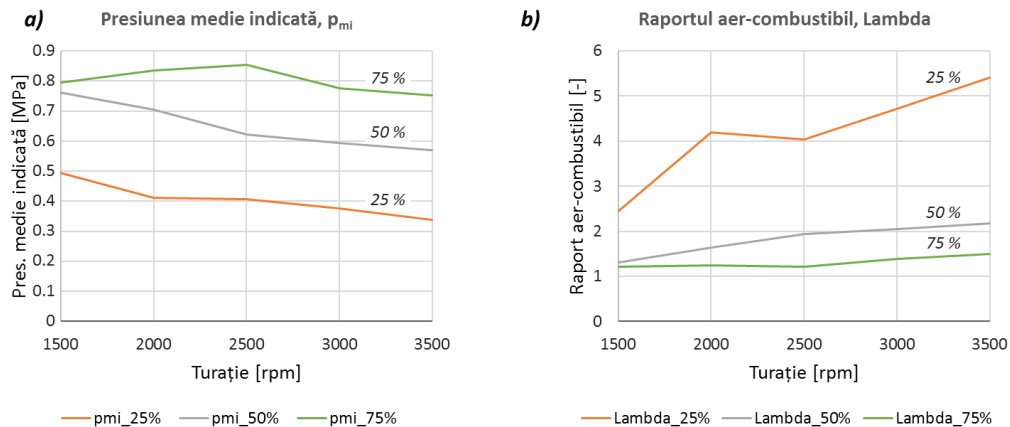 a)
Presiunea medie indicată, pmi
Pres. medie indicată [MPa]
0.9
0.8
0.7
0.6
0.5
0.4
0.3
0.2
0.1
0
75 %
50 %
25 %
1500 2000 2500 3000 3500
Turație [rpm]
pmi_25% pmi_50% pmi_75%
b)
Raportul aer-combustibil, Lambda
Raport aer-combustibil [-]
6
5
4
3
2
1
0
25 %
50 %
75 %
1500 2000 2500 3000 3500
Turație [rpm]
Lambda_25% Lambda_50% Lambda_75%